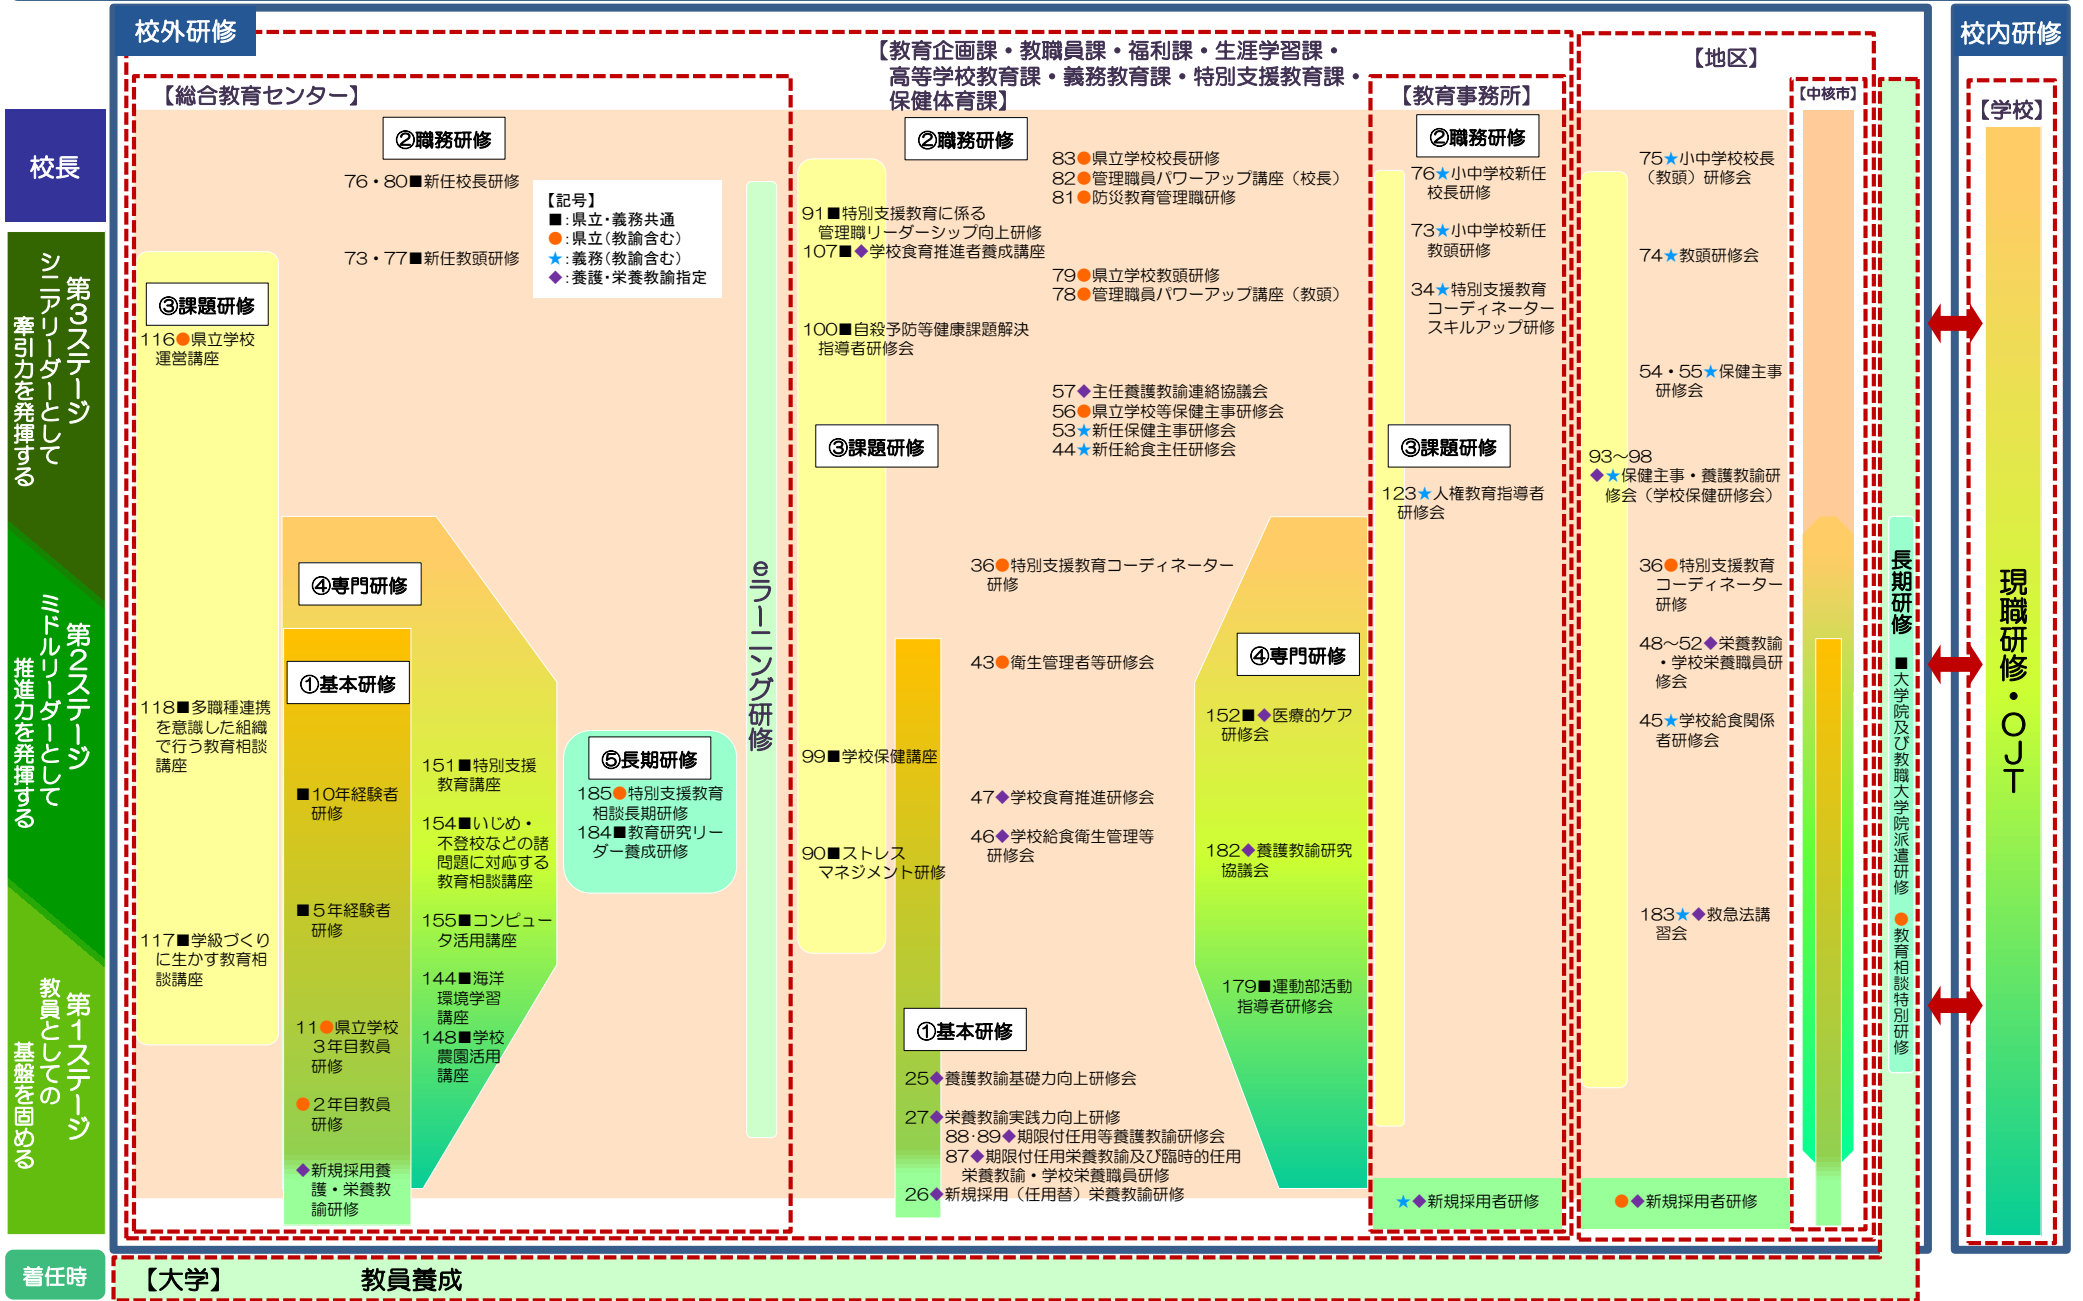 校外研修
校内研修
【教育企画課・教職員課・福利課・生涯学習課・
高等学校教育課・義務教育課・特別支援教育課・
保健体育課】
【地区】
【総合教育センター】
【教育事務所】
【中核市】
【学校】
校長
第3ステージ
シニアリーダーとして
牽引力を発揮する
第2ステージ
ミドルリーダーとして
推進力を発揮する
第1ステージ
教員としての
基盤を固める
着任時
②職務研修
76・80■新任校長研修
73・77■新任教頭研修
【記号】
■：県立・義務共通
●：県立（教諭含む）
★：義務（教諭含む）
◆：養護・栄養教諭指定
③課題研修
116●県立学校
運営講座
118■多職種連携
を意識した組織
で行う教育相談
講座
117■学級づくり
に生かす教育相
談講座
④専門研修
①基本研修
■10年経験者
研修
■5年経験者
研修
11●県立学校
3年目教員
研修
●2年目教員
研修
◆新規採用養
護・栄養教
諭研修
151■特別支援
教育講座
154■いじめ・
不登校などの諸
問題に対応する
教育相談講座
155■コンピュー
タ活用講座
144■海洋
環境学習
講座
148■学校
農園活用
講座
⑤長期研修
185●特別支援教育
相談長期研修
184■教育研究リー
ダー養成研修
eラーニング研修
②職務研修
83●県立学校校長研修
82●管理職員パワーアップ講座（校長）
81●防災教育管理職研修
91■特別支援教育に係る
管理職リーダーシップ向上研修
107■◆学校食育推進者養成講座
79●県立学校教頭研修
78●管理職員パワーアップ講座（教頭）
100■自殺予防等健康課題解決
指導者研修会
57◆主任養護教諭連絡協議会
56●県立学校等保健主事研修会
53★新任保健主事研修会
44★新任給食主任研修会
③課題研修
36●特別支援教育コーディネーター
研修
43●衛生管理者等研修会
99■学校保健講座
47◆学校食育推進研修会
46◆学校給食衛生管理等
研修会
90■ストレス
マネジメント研修
①基本研修
25◆養護教諭基礎力向上研修会
27◆栄養教諭実践力向上研修
88·89◆期限付任用等養護教諭研修会
87◆期限付任用栄養教諭及び臨時的任用
栄養教諭・学校栄養職員研修
26◆新規採用（任用替）栄養教諭研修
④専門研修
152■◆医療的ケア
研修会
182◆養護教諭研究
協議会
179■運動部活動
指導者研修会
②職務研修
76★小中学校新任
校長研修
73★小中学校新任
教頭研修
34★特別支援教育
コーディネーター
スキルアップ研修
③課題研修
123★人権教育指導者
研修会
★◆新規採用者研修
75★小中学校校長
（教頭）研修会
74★教頭研修会
54・55★保健主事
研修会
93～98
◆★保健主事・養護教諭研
修会（学校保健研修会）
36●特別支援教育
コーディネーター
研修
48～52◆栄養教諭
・学校栄養職員研
修会
45★学校給食関係
者研修会
183★◆救急法講
習会
●◆新規採用者研修
長期研修 ■大学院及び教職大学院派遣研修 ●教育相談特別研修
現職研修・OJT
【大学】 教員養成